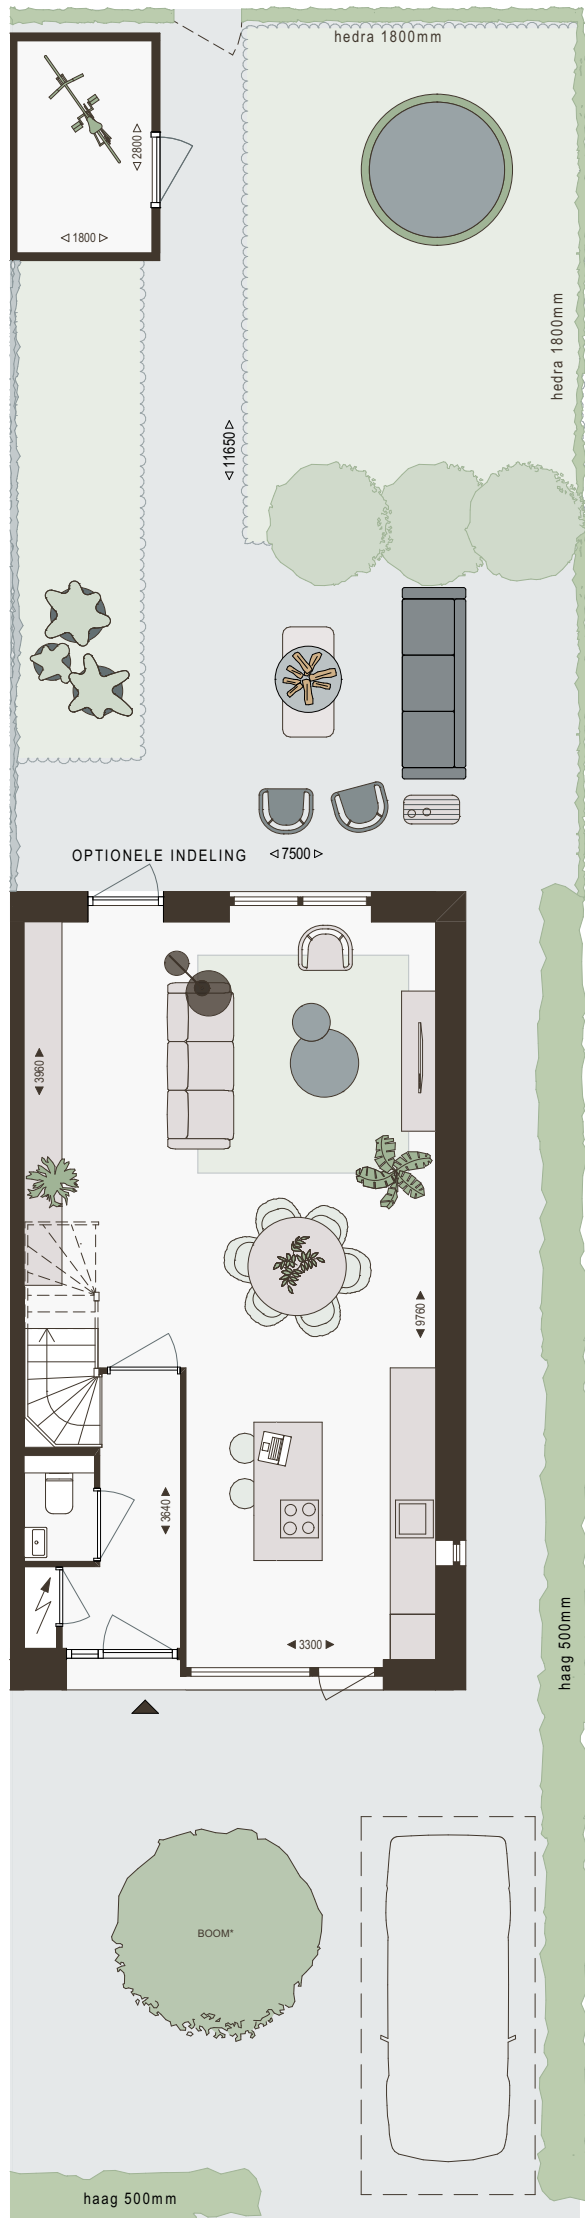 hedra 1800mm
2800
1800
hedra 1800mm
11650
OPTIONELE INDELING
7500
3960
9760
3640
3300
haag 500mm
BOOM*
haag 500mm